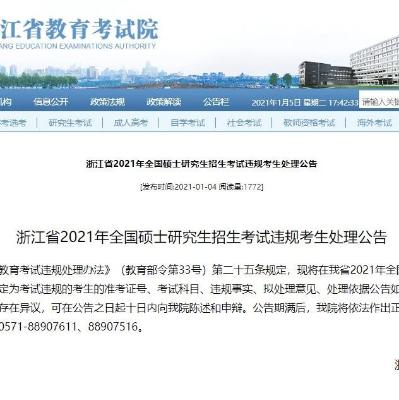 江省教育考试院
ANG EDUCATION EXAMINATIONS AUTHORITY
机构 信息公开 政策法规 政策解读 公告栏 2021年1月5日 星期二 17:42:33 请输入关键
考选考 研究生考试 成人高考 自学考试 社会考试 教师资格考试 海外考试
浙江省2021年全国硕士研究生招生考试违规考生处理公告
[发布时间:2021-01-04 阅读量:1772]
浙江省2021年全国硕士研究生招生考试违规考生处理公告
教育考试违规处理办法》（教育部令第33号）第二十五条规定，现将在我省2021年全国
定为考试违规的考生的准考证号、考试科目、违规事实、拟处理意见、处理依据公告如
存在异议，可在公告之日起十日内向我院陈述和申辩。公告期满后，我院将依法作出正
0571-88907611、88907516。